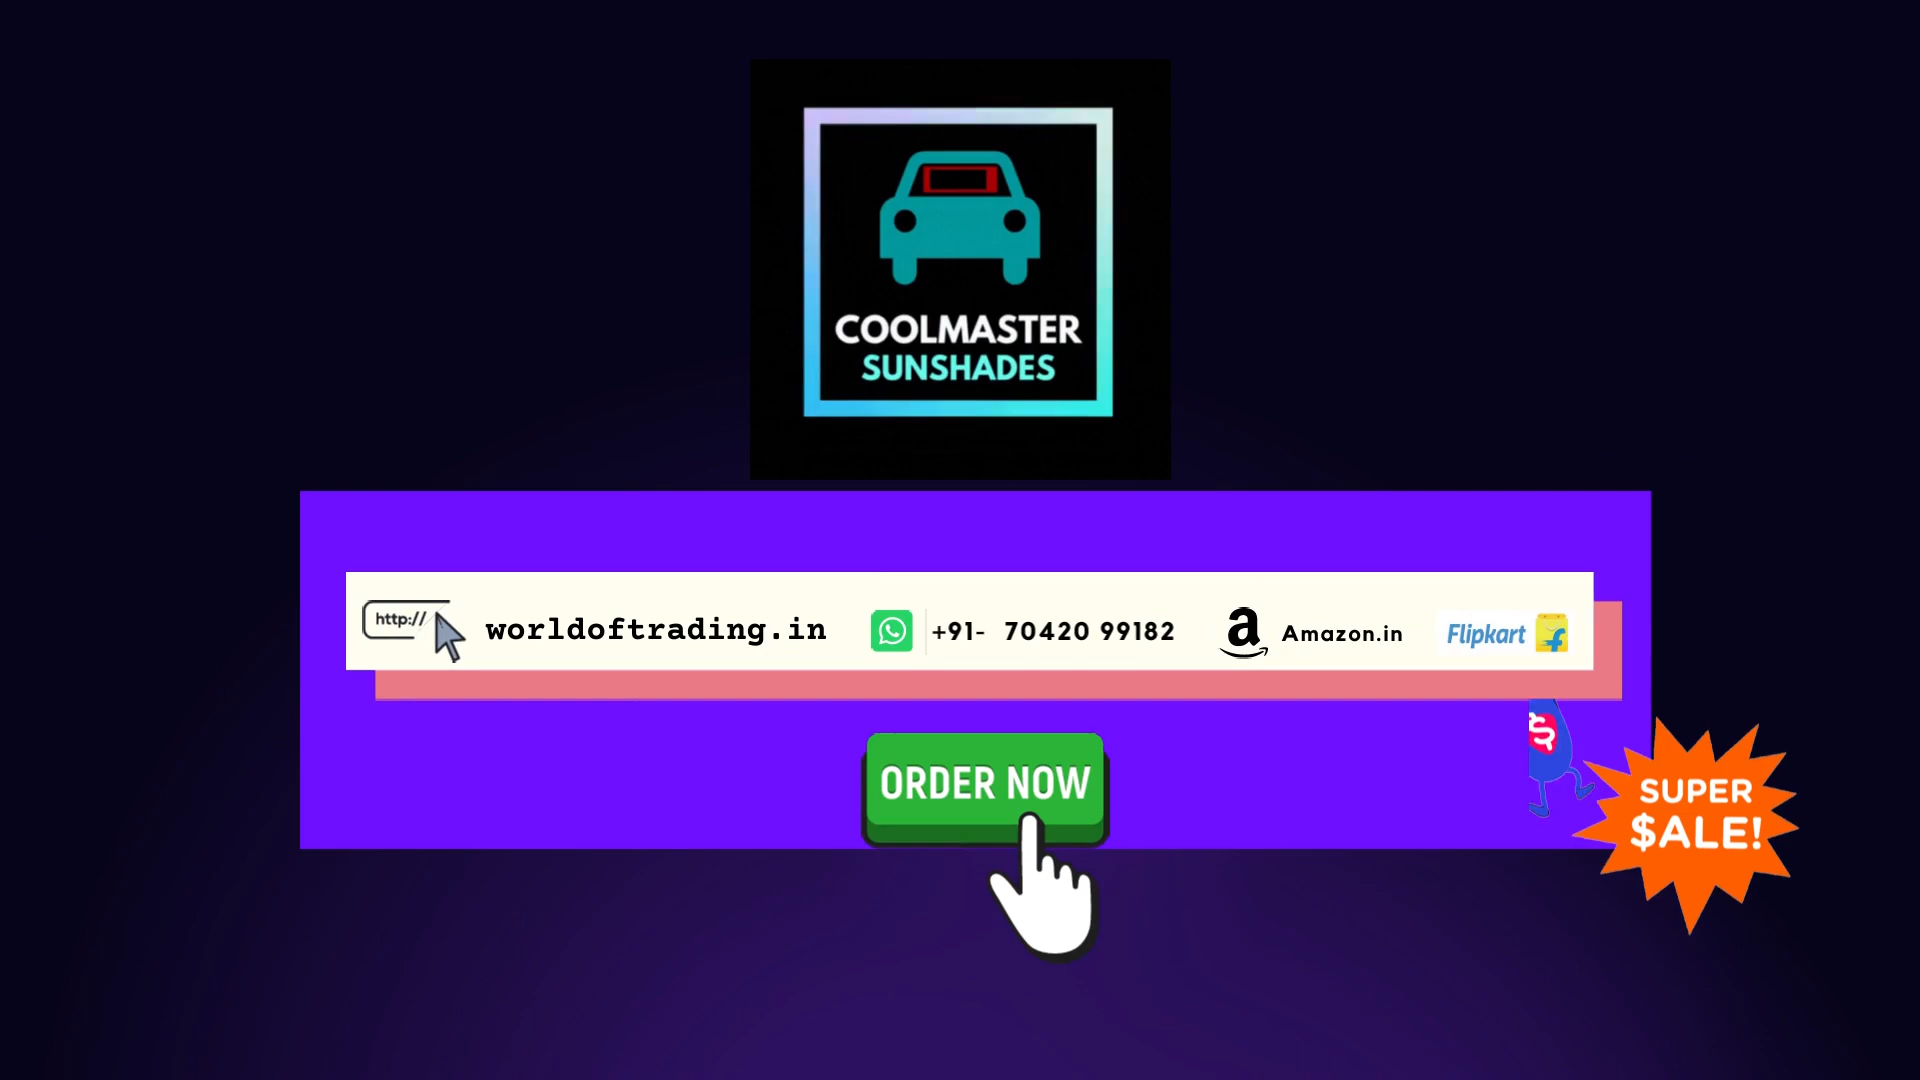 COOLMASTER
SUNSHADES
http:// worldoftrading.in +91- 70420 99182 a Amazon.in Flipkart f
$
ORDER NOW
SUPER
$ALE!